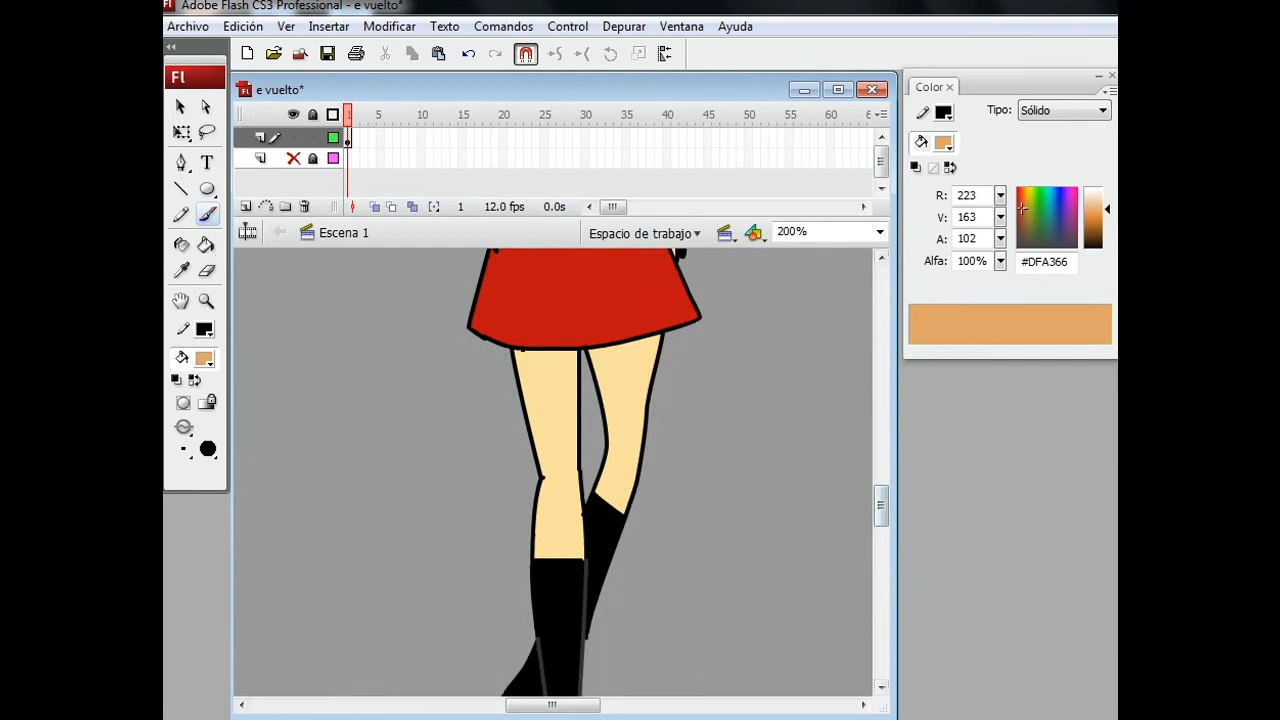 Adobe Flash CS3 Professional - e vuelto*
Archivo Edición Ver Insertar Modificar Texto Comandos Control Depurar Ventana Ayuda
e vuelto*
1 5 10 15 20 25 30 35 40 45 50 55 60 6
1 12.0 fps 0.0s
Escena 1 Espacio de trabajo 200%
Fl
T
Color
Tipo: Sólido
R: 223
V: 163
A: 102
Alfa: 100% #DFA366